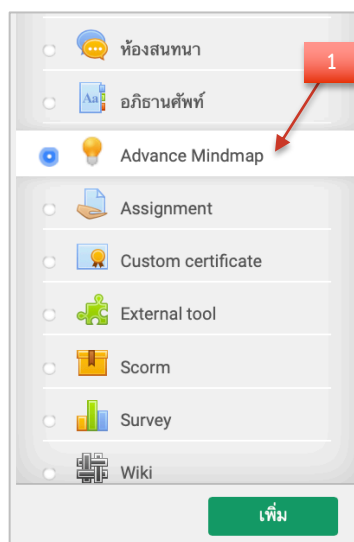 ห้องสนทนา
1
Aa
อภิธานศัพท์
Advance Mindmap
Assignment
Custom certificate
External tool
Scorm
Survey
Wiki
เพิ่ม